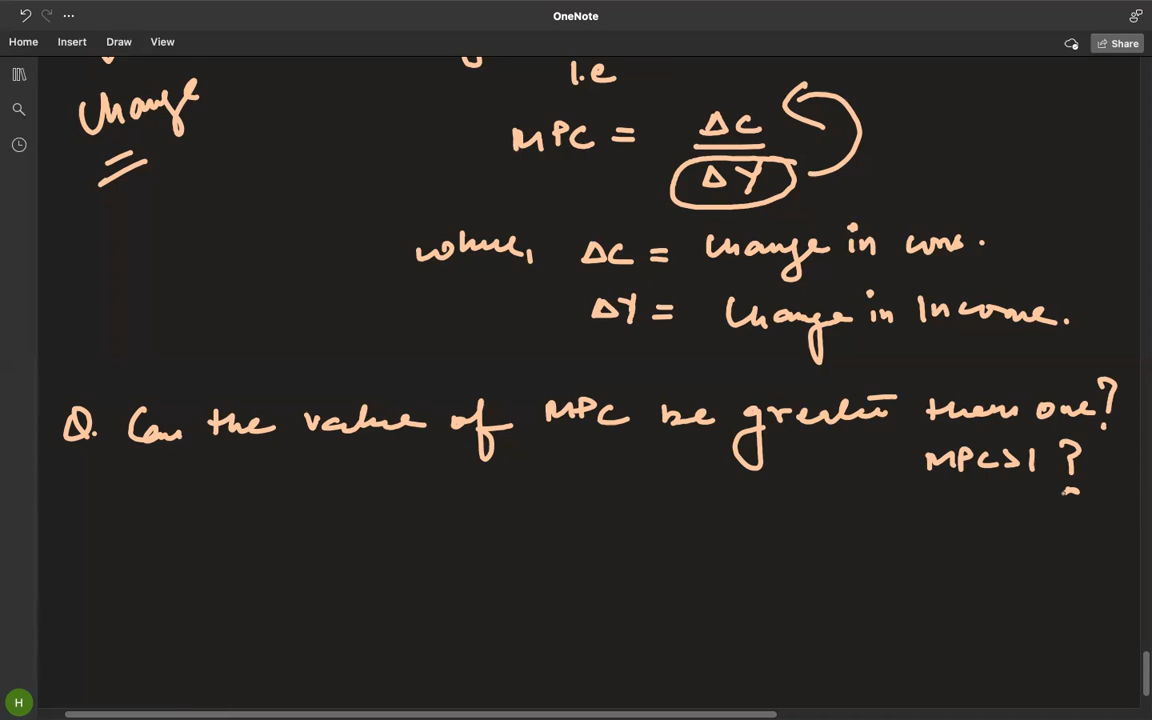 OneNote
Home Insert Draw View
Share
i.e
Change
MPC = ΔC / ΔY
where, ΔC = Change in cons.
ΔY = Change in Income.
Q. Can the value of MPC be greater than one?
MPC>1 ?
H